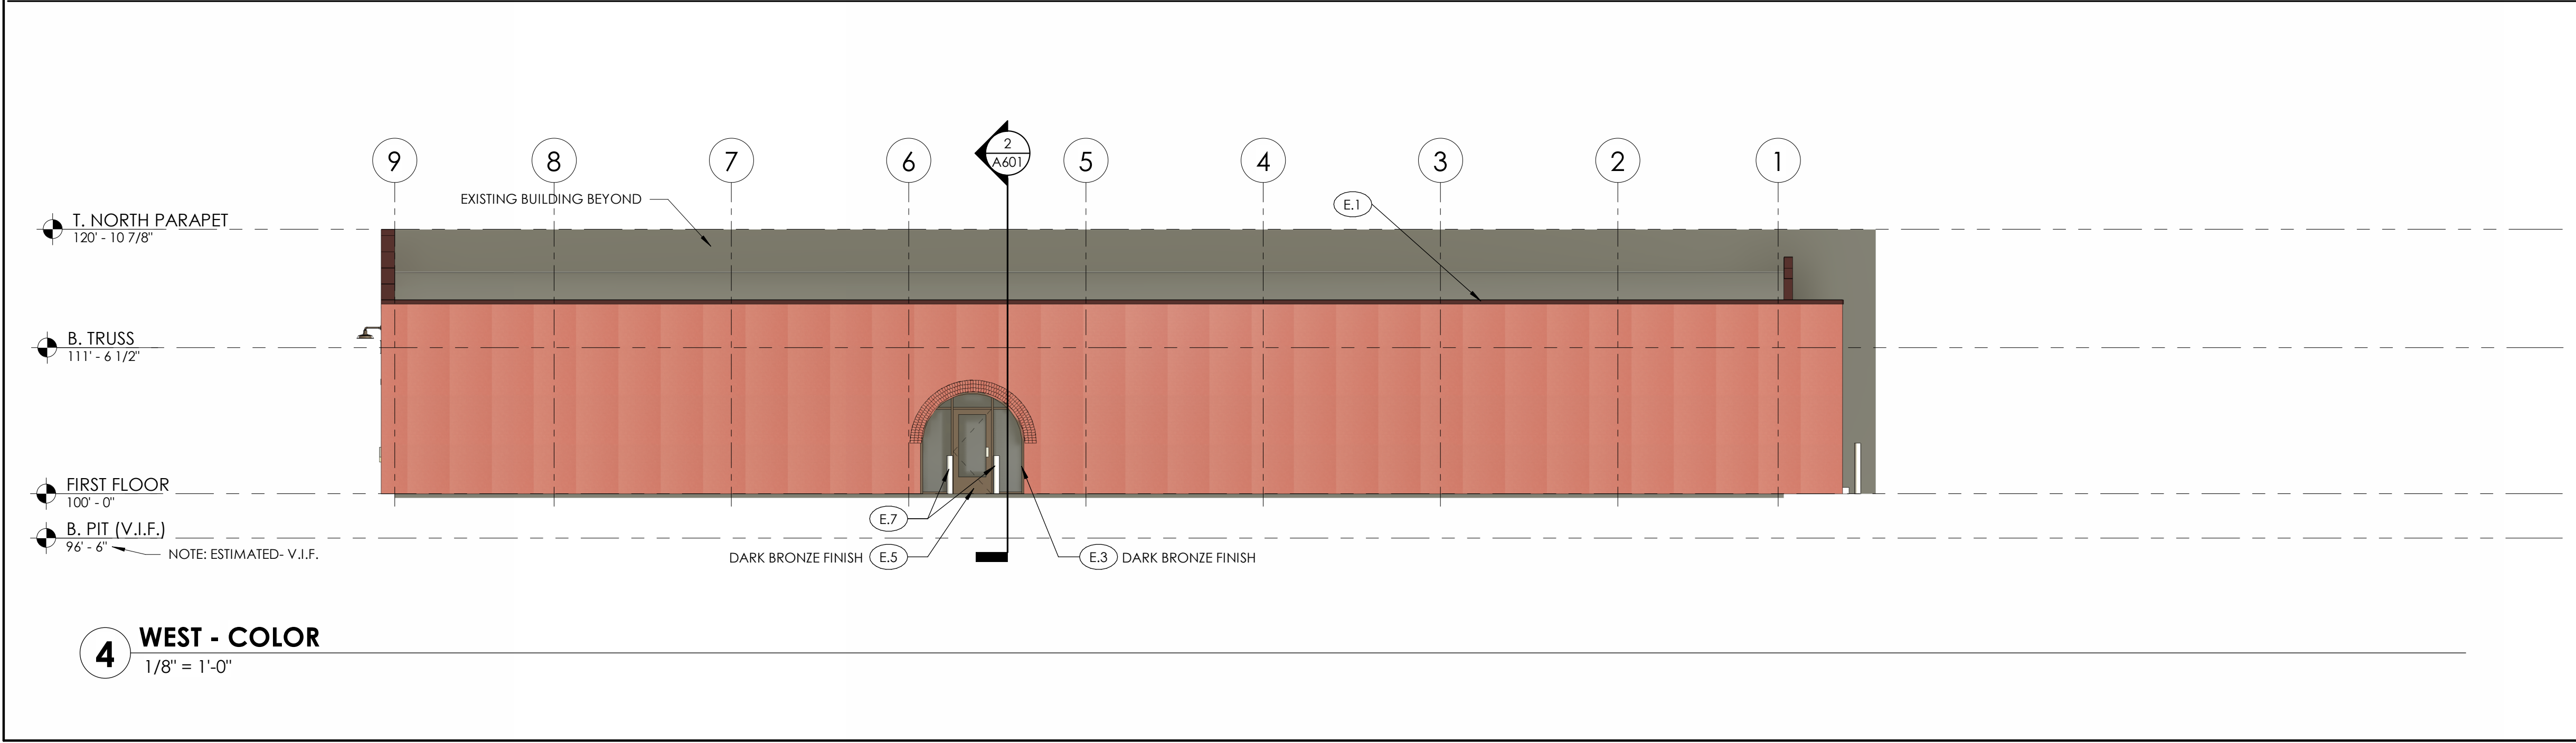 9
8
7
6
2
A601
5
4
3
2
1
EXISTING BUILDING BEYOND
E.1
T. NORTH PARAPET
120' - 10 7/8"
B. TRUSS
111' - 6 1/2"
FIRST FLOOR
100' - 0"
B. PIT (V.I.F.)
96' - 6"
NOTE: ESTIMATED- V.I.F.
E.7
DARK BRONZE FINISH E.5
E.3 DARK BRONZE FINISH
4 WEST - COLOR
1/8" = 1'-0"